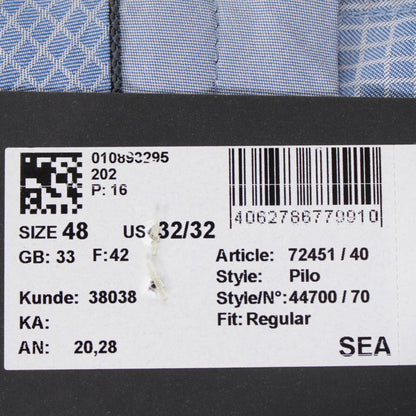 010893295
202
P: 16
4062786779910
SIZE 48 US 32/32
GB: 33 F: 42
Article: 72451 / 40
Style: Pilo
Kunde: 38038
Style/N°: 44700 / 70
KA:
Fit: Regular
AN: 20,28
SEA